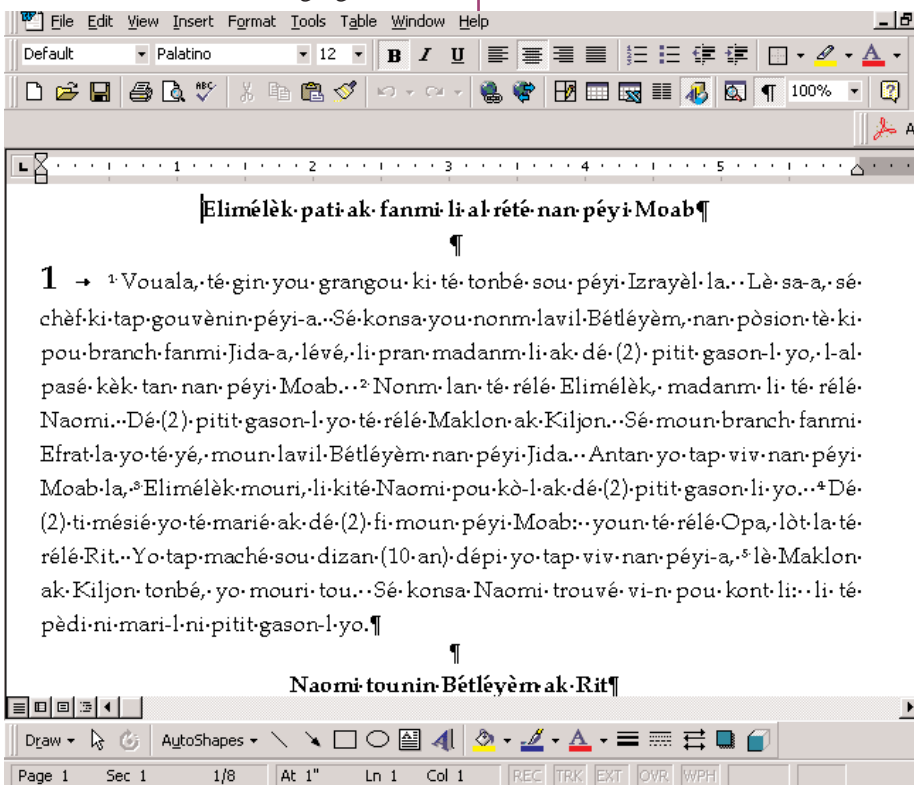 File Edit View Insert Format Tools Table Window Help
Default Palatino 12 B I U A
ABC ¶ 100% ?
A
L 1 2 3 4 5
Elimélèk pati ak fanmi li al rété nan péyi Moab¶
¶
1 → 1 Vouala, té gin you grangou ki té tonbé sou péyi Izrayèl la. Lè sa-a, sé
chèf ki tap gouvènin péyi-a. Sé konsa you nonm lavil Bétléyèm, nan pòsion tè ki
pou branch fanmi Jida-a, lévé, li pran madanm li ak dé (2) pitit gason-l yo, l-al
pasé kèk tan nan péyi Moab. 2 Nonm lan té rélé Elimélèk, madanm li té rélé
Naomi. Dé (2) pitit gason-l yo té rélé Maklon ak Kiljon. Sé moun branch fanmi
Efrat la yo té yé, moun lavil Bétléyèm nan péyi Jida. Antan yo tap viv nan péyi
Moab la, 3 Elimélèk mouri, li kité Naomi pou kò-l ak dé (2) pitit gason li yo. 4 Dé
(2) ti mésié yo té marié ak dé (2) fi moun péyi Moab: youn té rélé Opa, lòt la té
rélé Rit. Yo tap maché sou dizan (10 an) dépi yo tap viv nan péyi-a, 5 lè Maklon
ak Kiljon tonbé, yo mouri tou. Sé konsa Naomi trouvé vi-n pou kont li: li té
pèdi ni mari-l ni pitit gason-l yo.¶
¶
Naomi tounin Bétléyèm ak Rit¶
Draw AutoShapes A A
Page 1 Sec 1 1/8 At 1" Ln 1 Col 1 REC TRK EXT OVR WPH